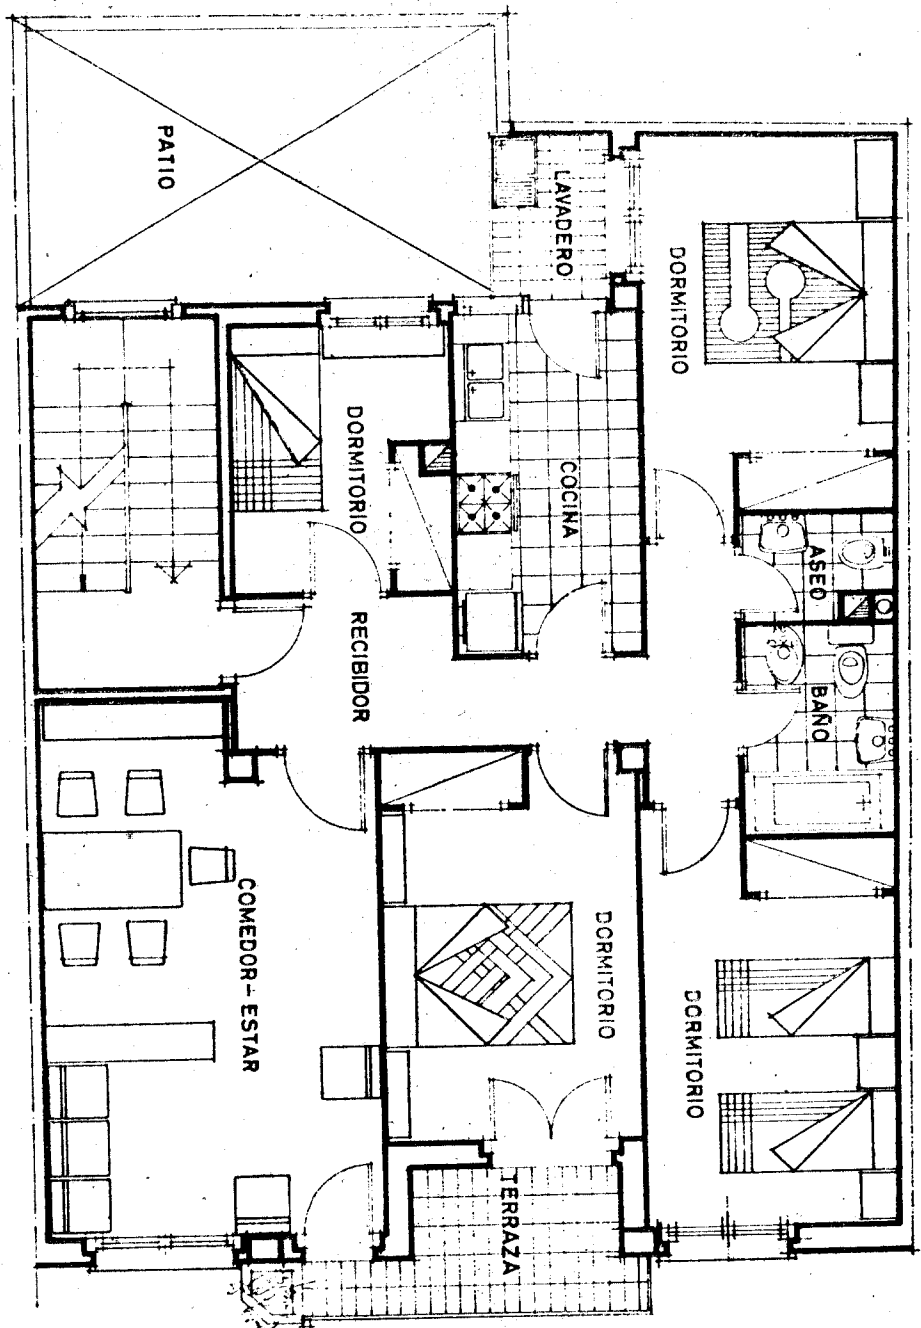 ASEO
BAÑO
DORMITORIO
DORMITORIO
DORMITORIO
LAVADERO
COCINA
TERRAZA
DORMITORIO
RECIBIDOR
COMEDOR-ESTAR
PATIO